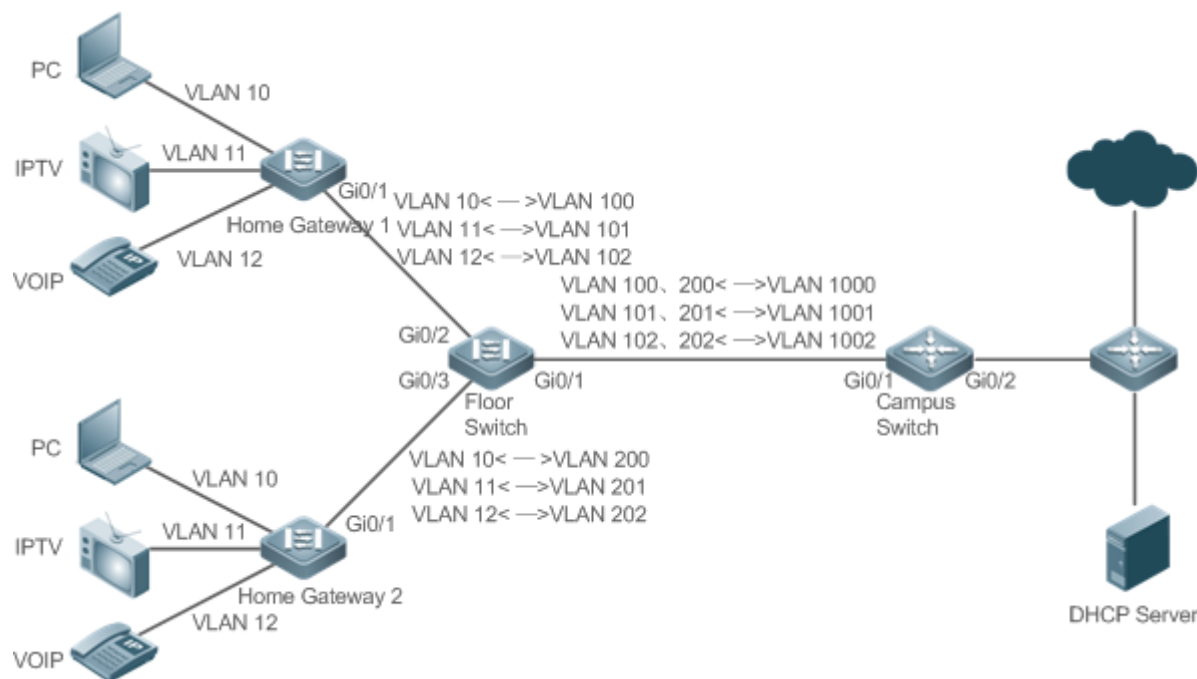 PC
VLAN 10
IPTV
VLAN 11
Gi0/1
Home Gateway 1
VOIP
VLAN 12
VLAN 10< — >VLAN 100
VLAN 11< —>VLAN 101
VLAN 12< —>VLAN 102
VLAN 100、200< —>VLAN 1000
VLAN 101、201< —>VLAN 1001
VLAN 102、202< —>VLAN 1002
Gi0/2
Gi0/3
Gi0/1
Floor
Switch
Gi0/1
Gi0/2
Campus
Switch
VLAN 10< — >VLAN 200
VLAN 11< —>VLAN 201
VLAN 12< —>VLAN 202
PC
VLAN 10
IPTV
VLAN 11
Gi0/1
Home Gateway 2
VOIP
VLAN 12
DHCP Server
IP
IP